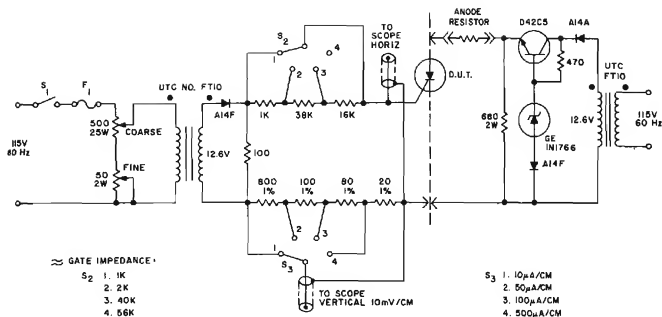 ANODE
RESISTOR
D42C5
A14A
TO
SCOPE
HORIZ
S2
1
2
3
4
D.U.T.
470
UTC
FT10
S1
F1
UTC NO. FT10
A14F
1K
38K
16K
115V
60 Hz
500
25W
COARSE
50
2W
FINE
12.6V
100
680
2W
GE
1N1766
A14F
12.6V
115V
60 Hz
800
1%
100
1%
80
1%
20
1%
1
2
3
4
S3
TO SCOPE
VERTICAL 10mV/CM
≈ GATE IMPEDANCE:
S2 1. 1K
2. 2K
3. 40K
4. 56K
S3 1. 10μA/CM
2. 50μA/CM
3. 100μA/CM
4. 500μA/CM